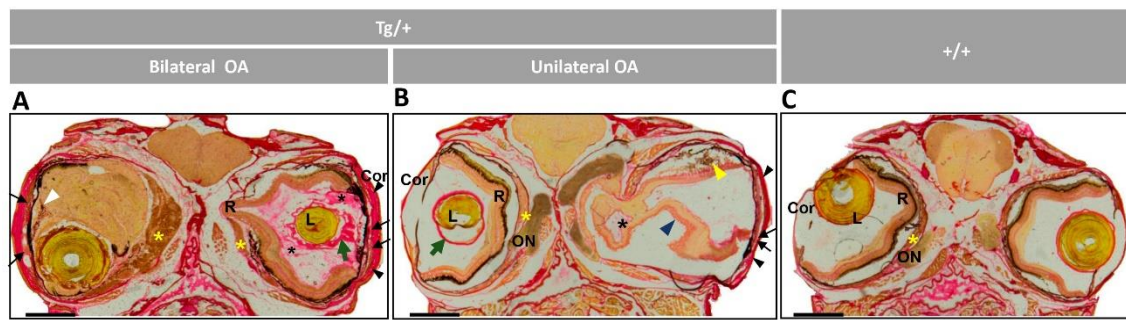 Tg/+
+/+
Bilateral OA
Unilateral OA
A
B
C
Cor
R
L
*
*
*
*
Cor
L
R
*
ON
*
Cor
L
R
*
ON